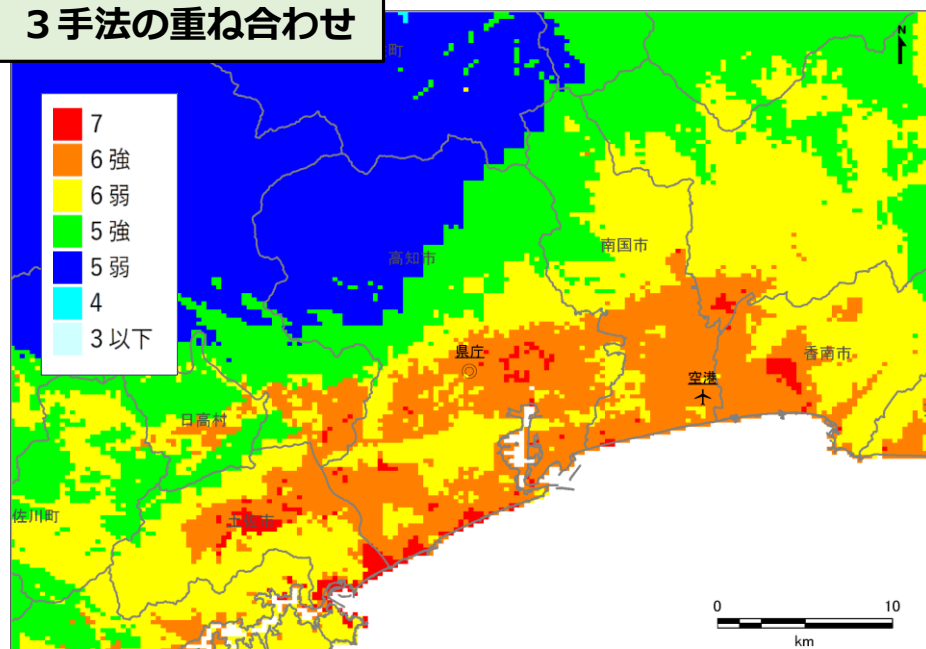 3手法の重ね合わせ
町
N
7
6強
6弱
5強
5弱
4
3以下
高知市
南国市
県庁
香南市
空港
日高村
佐川町
土佐市
0 10
km